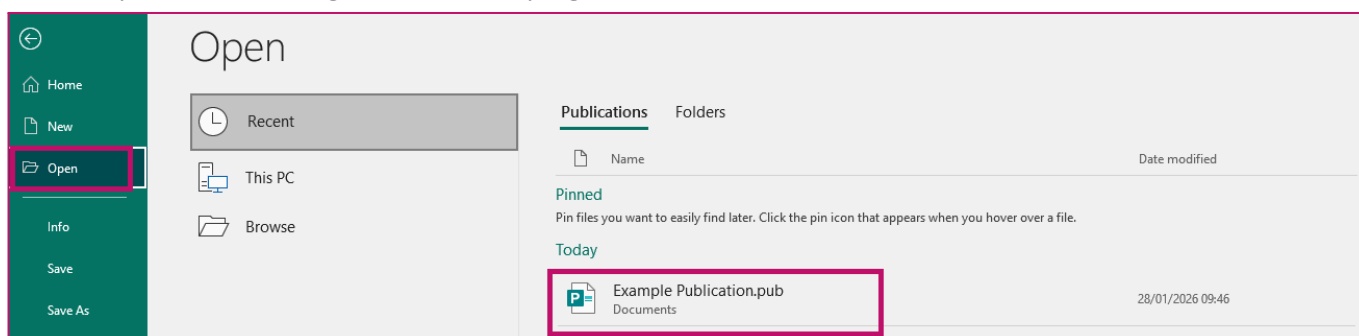 Open
Home
New
Open
Info
Save
Save As
Recent
This PC
Browse
Publications Folders
Name Date modified
Pinned
Pin files you want to easily find later. Click the pin icon that appears when you hover over a file.
Today
Example Publication.pub
Documents
28/01/2026 09:46